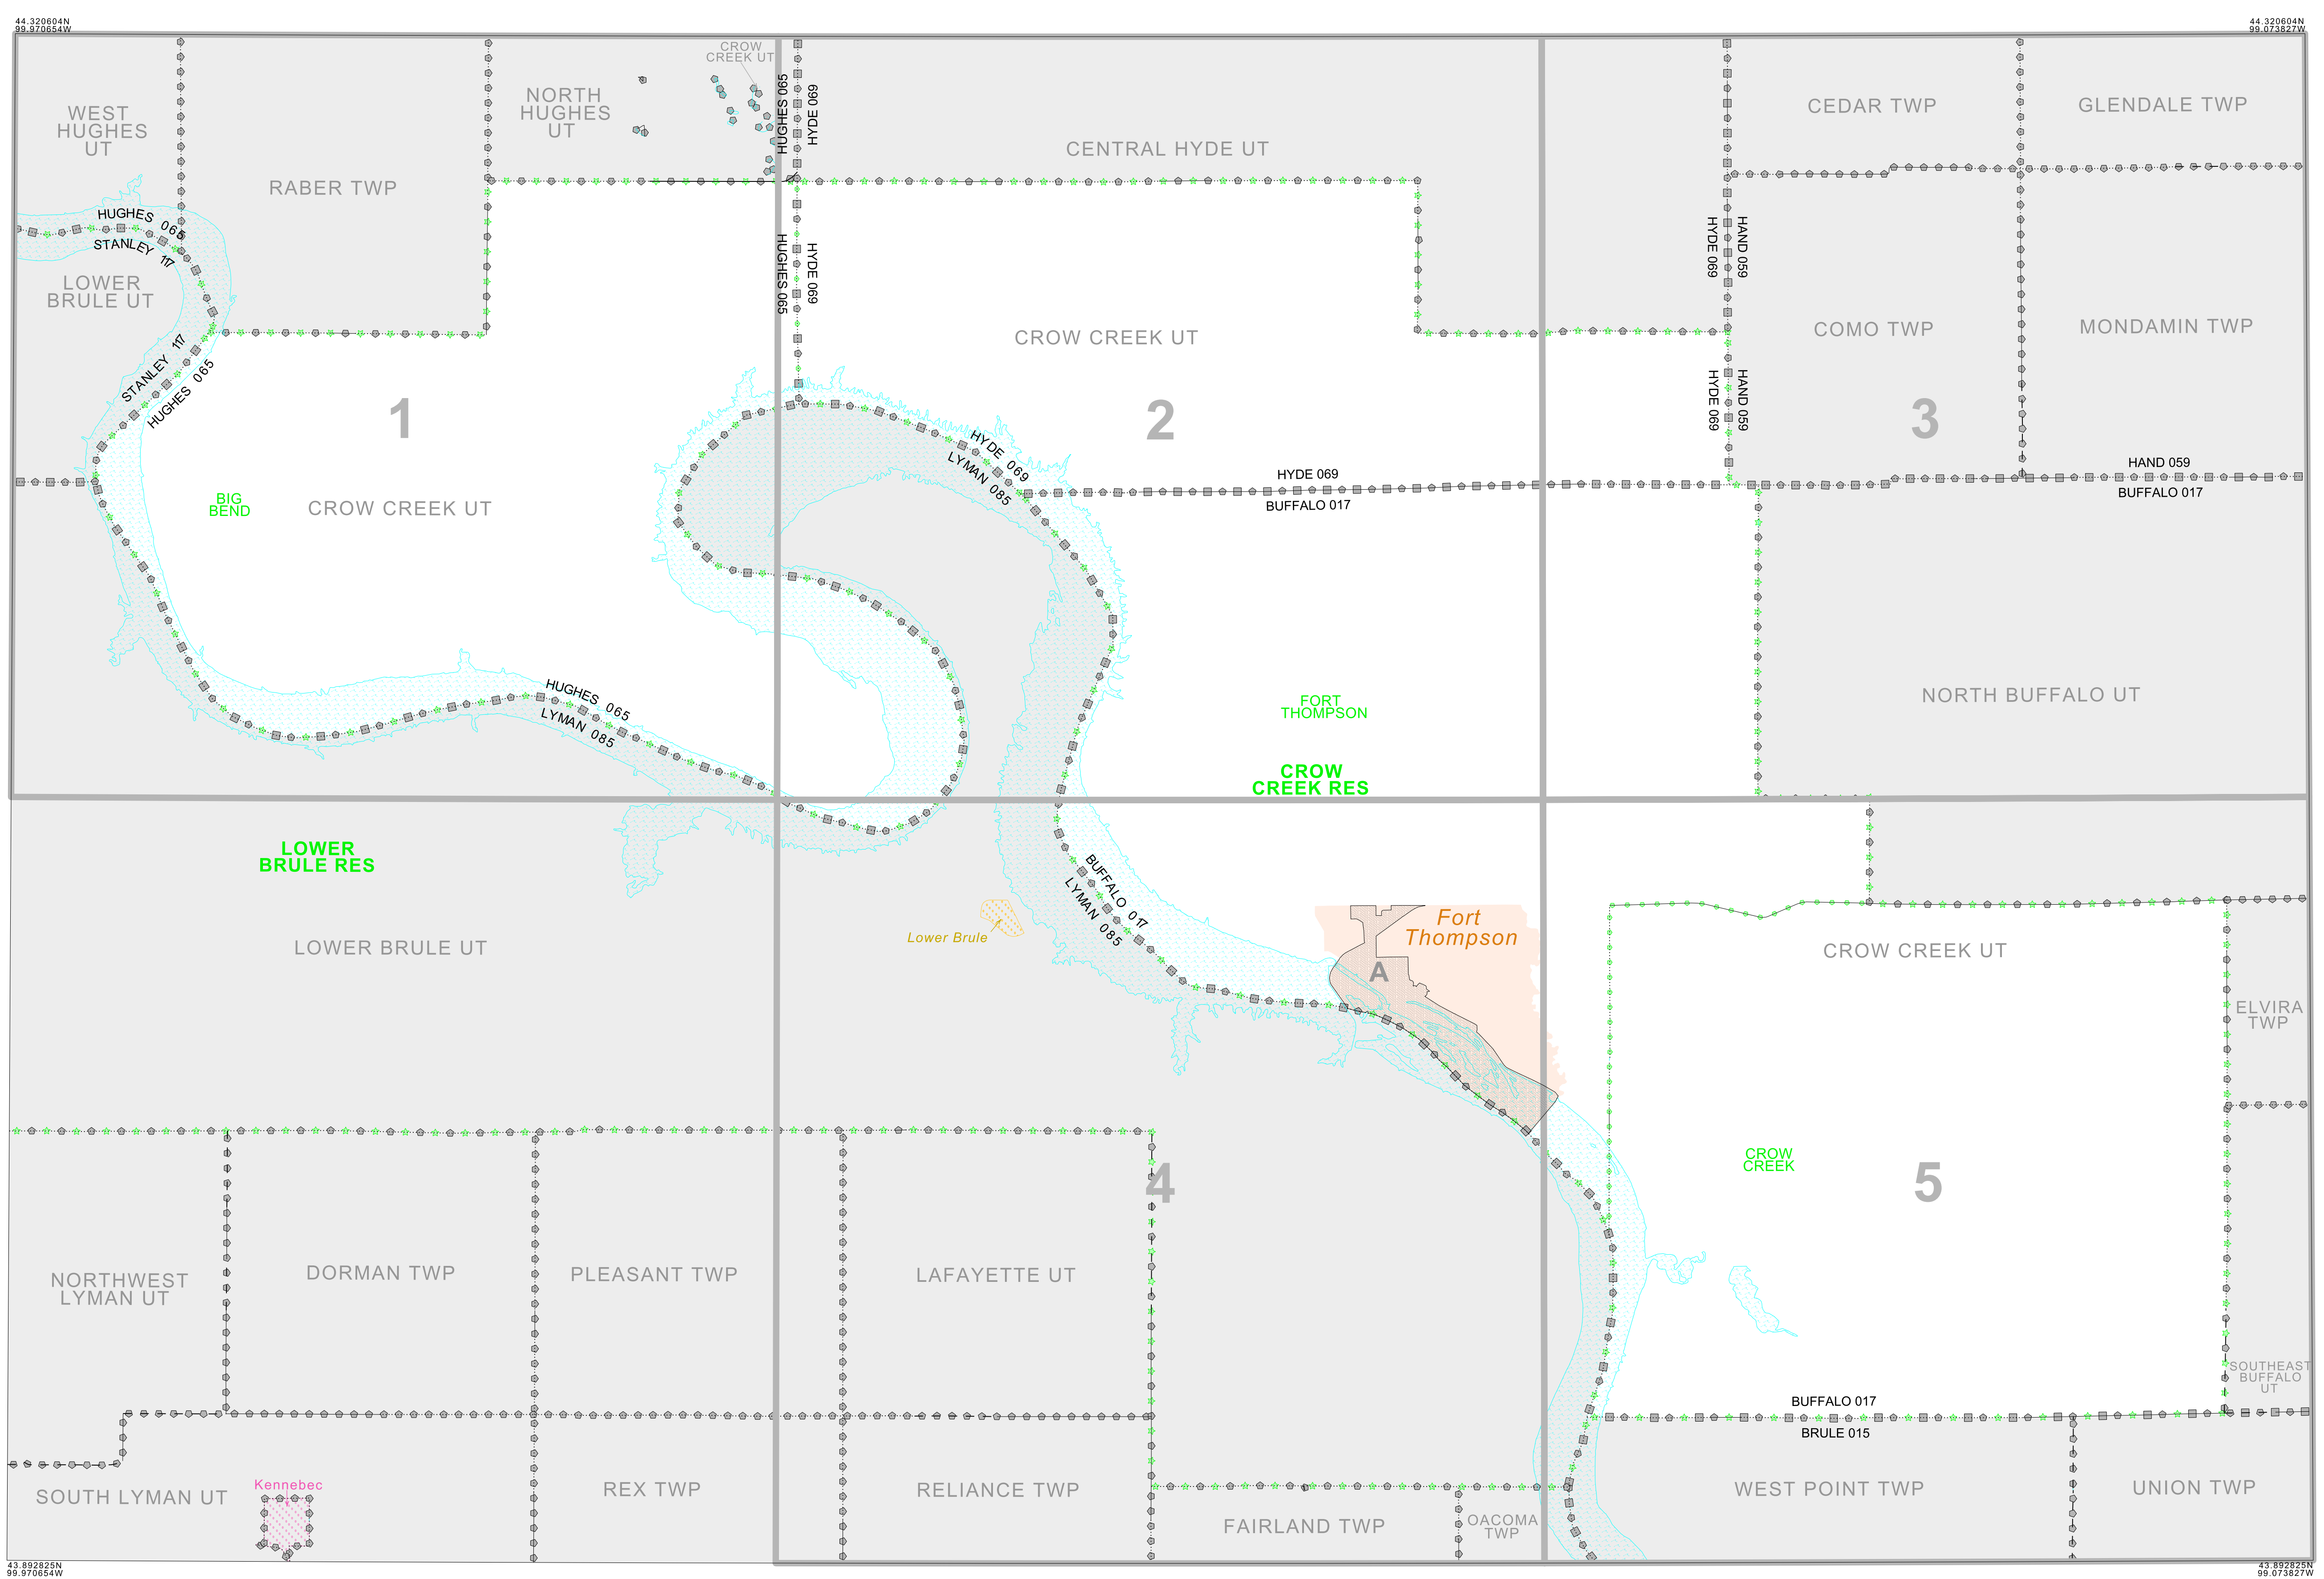 44.320604N
99.970654W
44.320604N
99.073827W
CROW
CREEK UT
WEST
HUGHES
UT
RABER TWP
NORTH
HUGHES
UT
HUGHES 065
HYDE 069
CENTRAL HYDE UT
CEDAR TWP
GLENDALE TWP
HUGHES 065
STANLEY 117
LOWER
BRULE UT
HUGHES 065
HYDE 069
HYDE 069
HAND 059
CROW CREEK UT
COMO TWP
MONDAMIN TWP
STANLEY 117
HUGHES 065
1
2
HYDE 069
HAND 059
3
HYDE 069
LYMAN 085
HYDE 069
BUFFALO 017
HAND 059
BUFFALO 017
BIG
BEND
CROW CREEK UT
HUGHES 065
LYMAN 085
FORT
THOMPSON
NORTH BUFFALO UT
CROW
CREEK RES
LOWER
BRULE RES
BUFFALO 017
LYMAN 085
Lower Brule
Fort
Thompson
A
LOWER BRULE UT
CROW CREEK UT
ELVIRA
TWP
CROW
CREEK
4
5
NORTHWEST
LYMAN UT
DORMAN TWP
PLEASANT TWP
LAFAYETTE UT
SOUTHEAST
BUFFALO
UT
BUFFALO 017
BRULE 015
Kennebec
SOUTH LYMAN UT
REX TWP
RELIANCE TWP
WEST POINT TWP
UNION TWP
FAIRLAND TWP
OACOMA
TWP
43.892825N
99.970654W
43.892825N
99.073827W